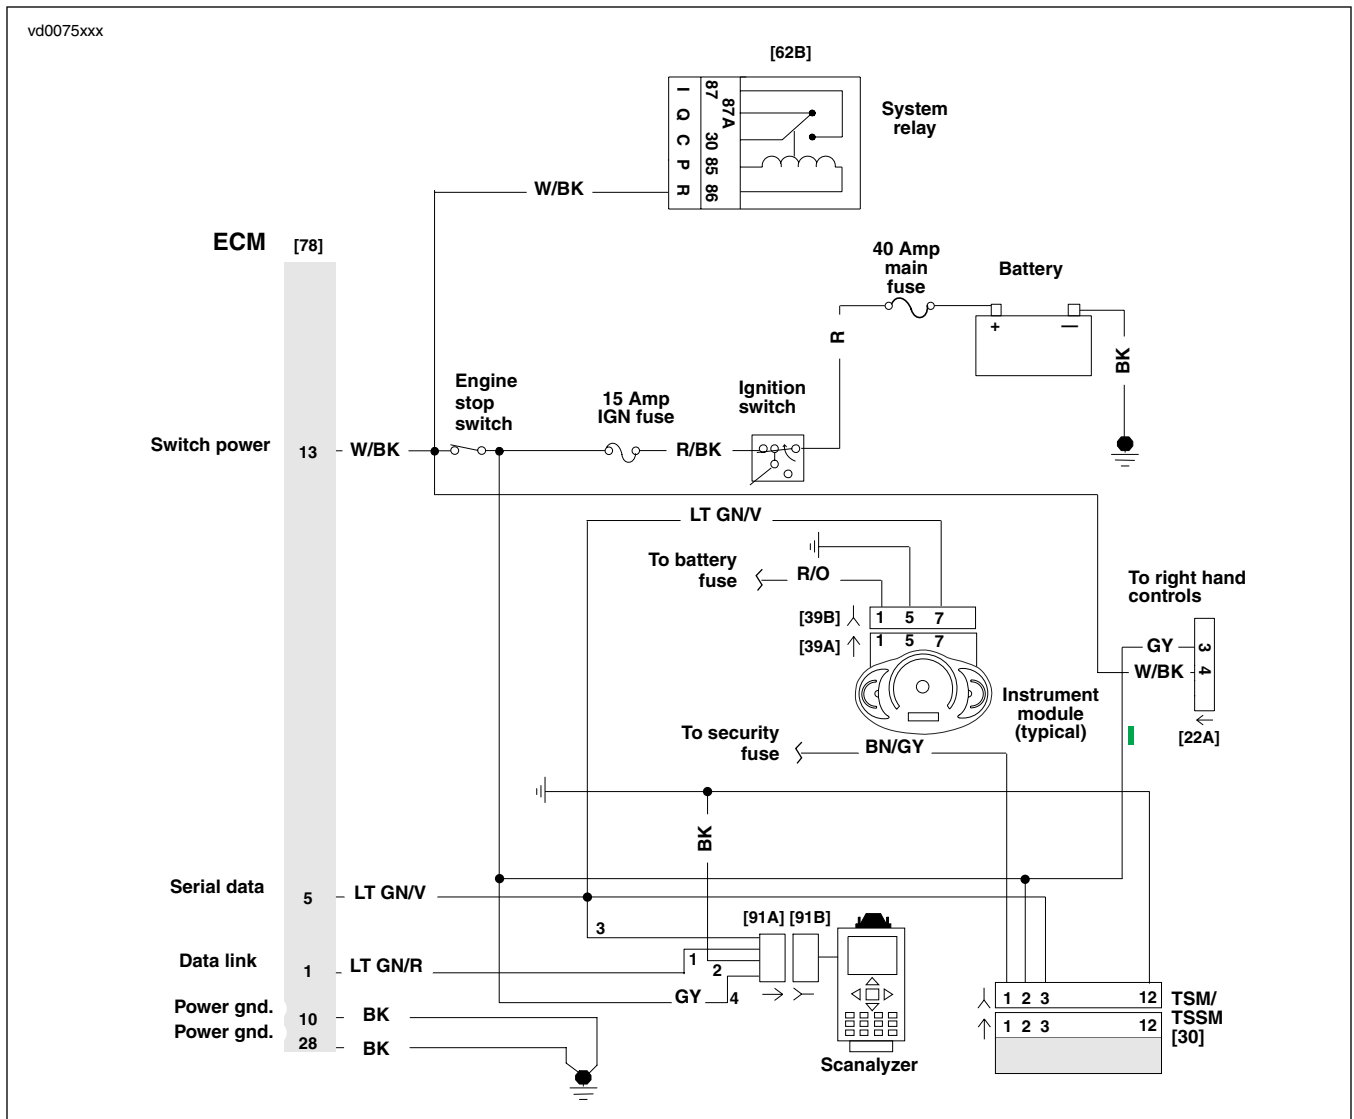 vd0075xxx
[62B]
I
Q
C
P
R
87
87A
30
85
86
System
relay
W/BK
ECM
[78]
40 Amp
main
fuse
Battery
+
—
R
BK
Engine
stop
switch
15 Amp
IGN fuse
Ignition
switch
Switch power
13
W/BK
R/BK
LT GN/V
To battery
fuse
R/O
To right hand
controls
[39B]
1 5 7
[39A]
1 5 7
GY
3
W/BK
4
[22A]
Instrument
module
(typical)
To security
fuse
BN/GY
BK
Serial data
5
LT GN/V
[91A] [91B]
3
Data link
1
LT GN/R
1
2
GY
4
Power gnd.
10
BK
Power gnd.
28
BK
Scanalyzer
1 2 3 12
1 2 3 12
TSM/
TSSM
[30]